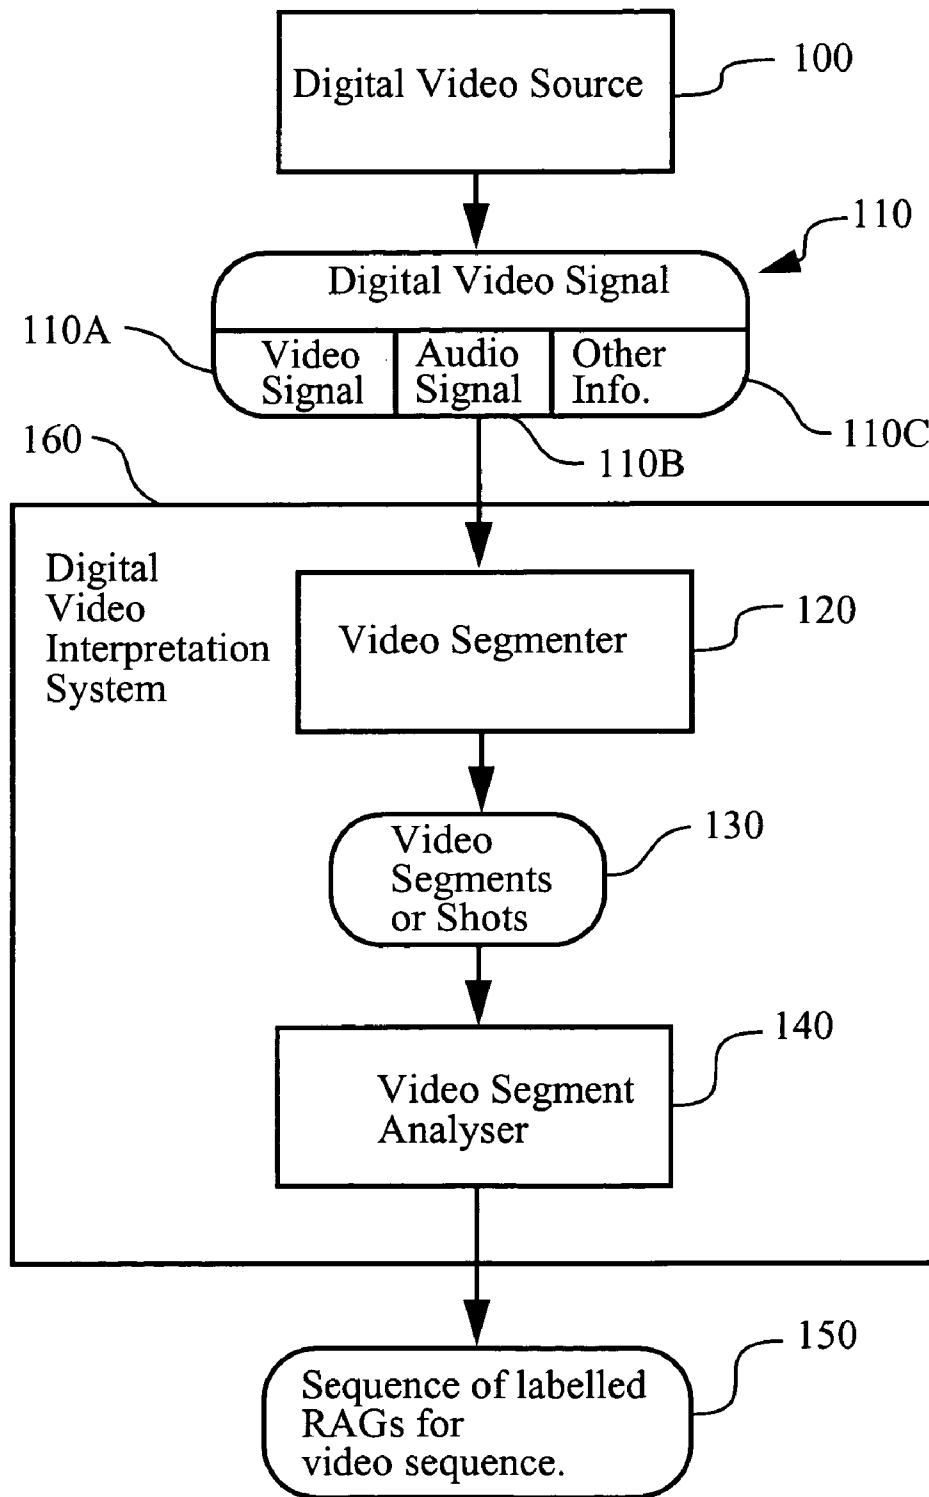 Digital Video Source
100
110
Digital Video Signal
110A
Video
Signal
Audio
Signal
Other
Info.
110B
110C
160
Digital
Video
Interpretation
System
Video Segmenter
120
Video
Segments
or Shots
130
Video Segment
Analyser
140
Sequence of labelled
RAGs for
video sequence.
150